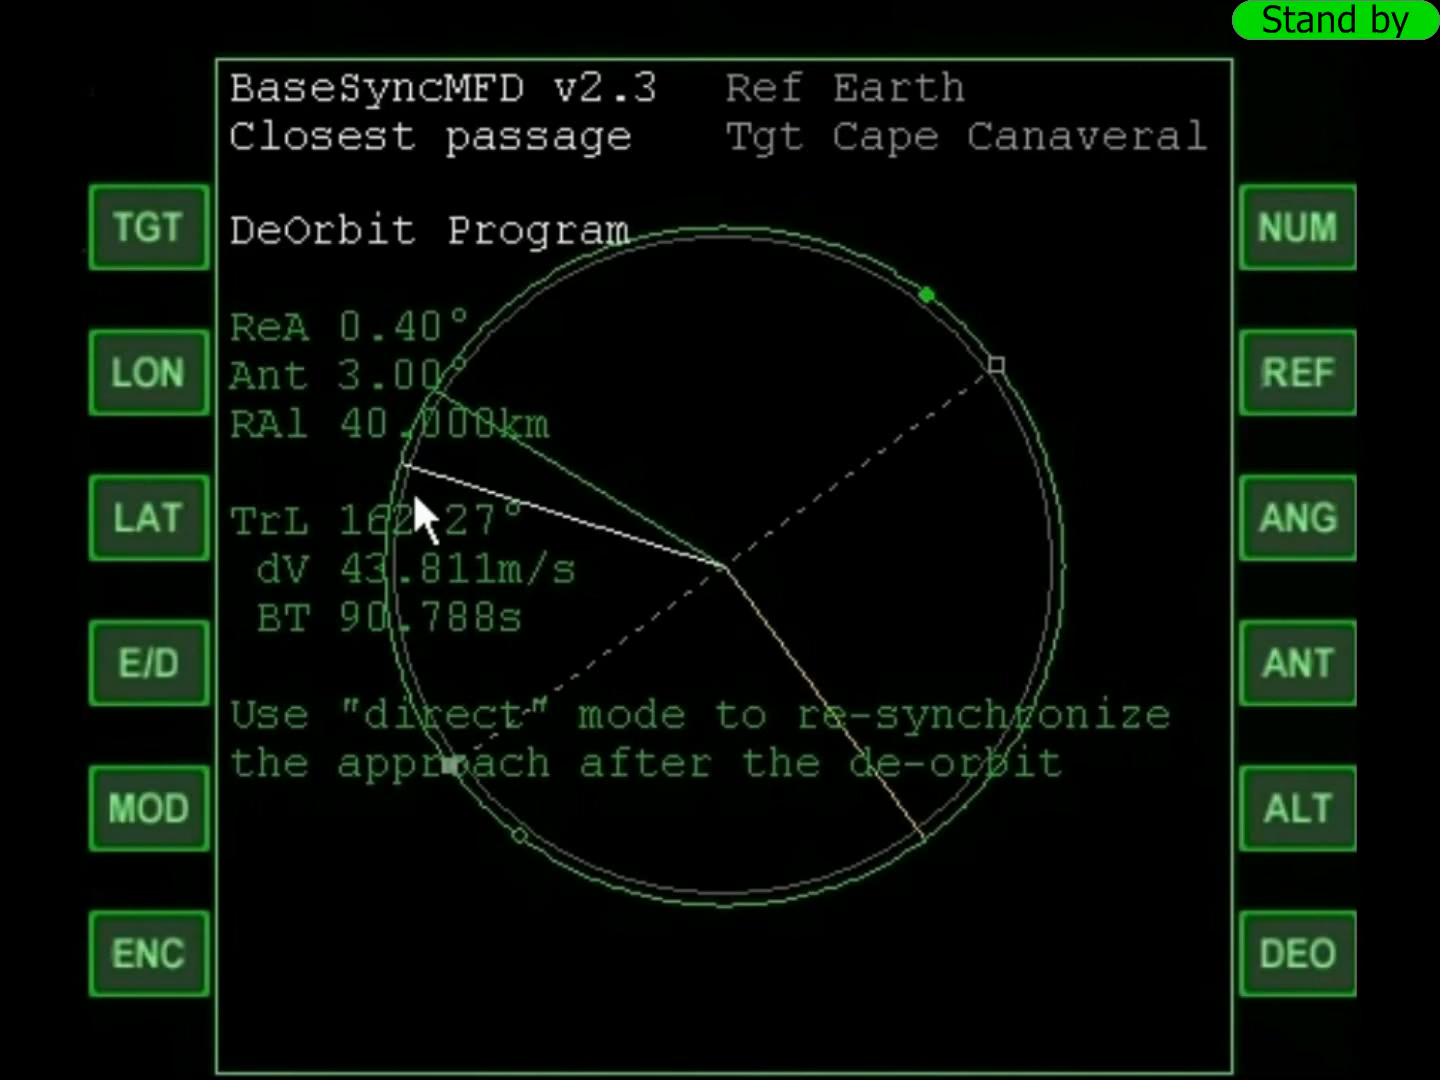 Stand by
BaseSyncMFD v2.3 Ref Earth
Closest passage Tgt Cape Canaveral
DeOrbit Program
ReA 0.40°
Ant 3.00
RAl 40.000km
TrL 162.27°
dV 43.811m/s
BT 90.788s
Use "direct" mode to re-synchronize
the approach after the de-orbit
TGT
LON
LAT
E/D
MOD
ENC
NUM
REF
ANG
ANT
ALT
DEO